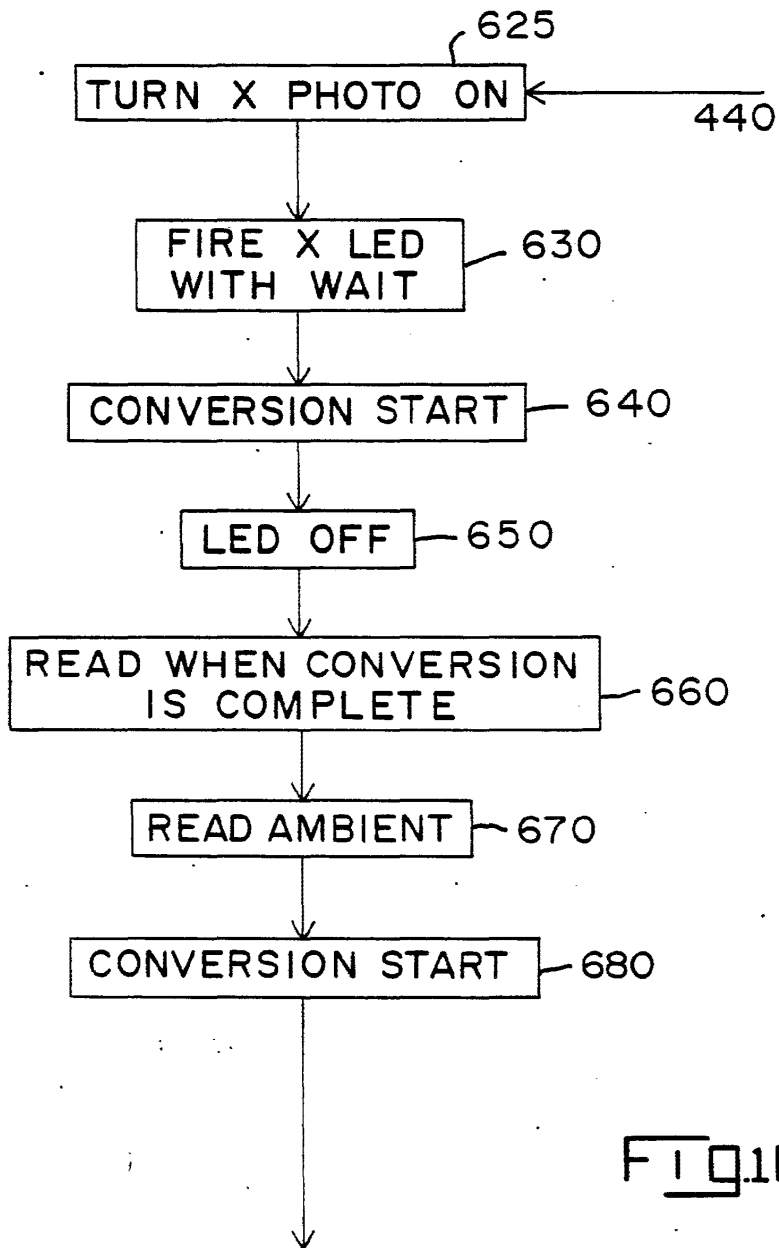 625
TURN X PHOTO ON
440
FIRE X LED
WITH WAIT
630
CONVERSION START
640
LED OFF
650
READ WHEN CONVERSION
IS COMPLETE
660
READ AMBIENT
670
CONVERSION START
680